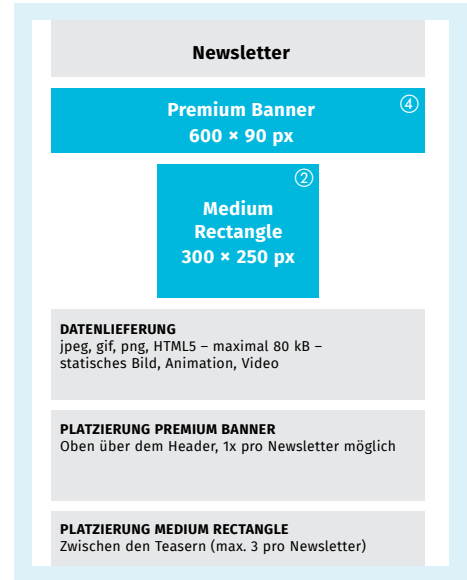 Newsletter
④
Premium Banner
600 × 90 px
②
Medium
Rectangle
300 × 250 px
DATENLIEFERUNG
jpeg, gif, png, HTML5 – maximal 80 kB –
statisches Bild, Animation, Video
PLATZIERUNG PREMIUM BANNER
Oben über dem Header, 1x pro Newsletter möglich
PLATZIERUNG MEDIUM RECTANGLE
Zwischen den Teasern (max. 3 pro Newsletter)